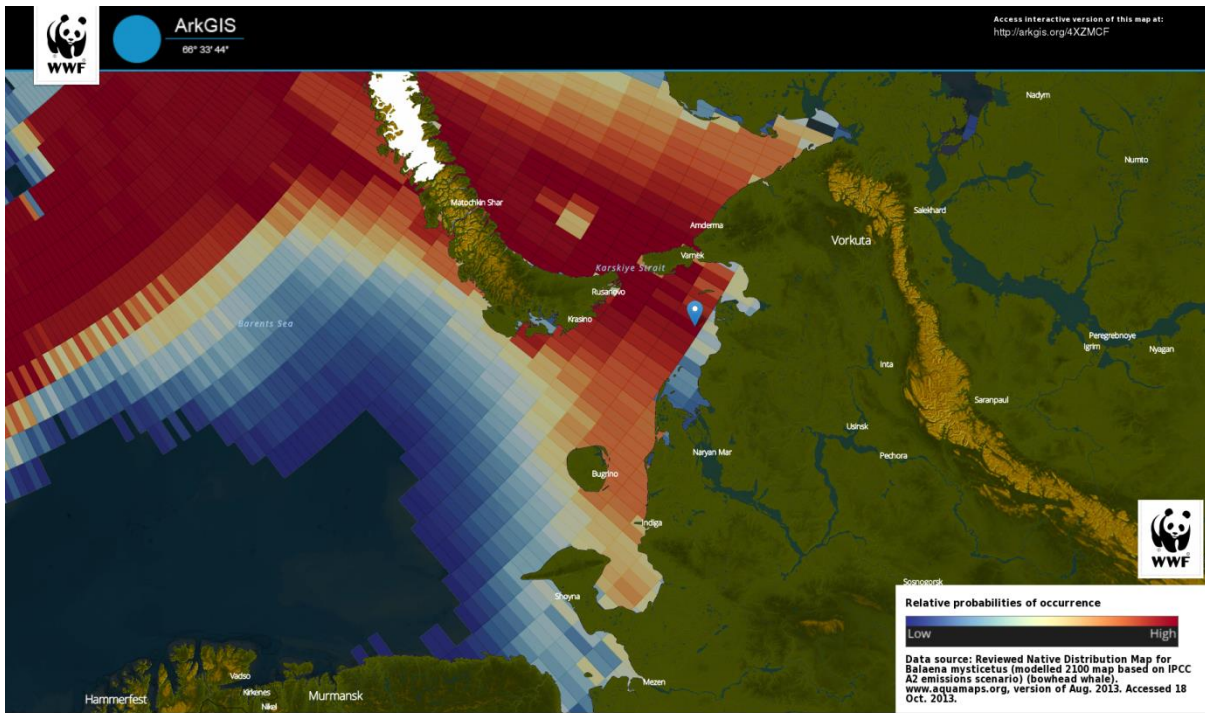 WWF
ArkGIS
66° 33' 44"
Access interactive version of this map at:
http://arkgis.org/4XZMCF
Nadym
Numto
Matochkin Shar
Salekhard
Amderma
Vorkuta
Varnek
Karskiye Strait
Rusanovo
Krasino
Barents Sea
Peregrebnoye
Igrim
Nyagan
Inta
Saranpaul
Usinsk
Naryan Mar
Pechora
Bugrino
Indiga
WWF
Sosnogorsk
Shoyna
Relative probabilities of occurrence
Low High
Data source: Reviewed Native Distribution Map for
Balaena mysticetus (modelled 2100 map based on IPCC
A2 emissions scenario) (bowhead whale).
www.aquamaps.org, version of Aug. 2013. Accessed 18
Oct. 2013.
Vadso
Mezen
Kirkenes
Hammerfest
Murmansk
Nikel